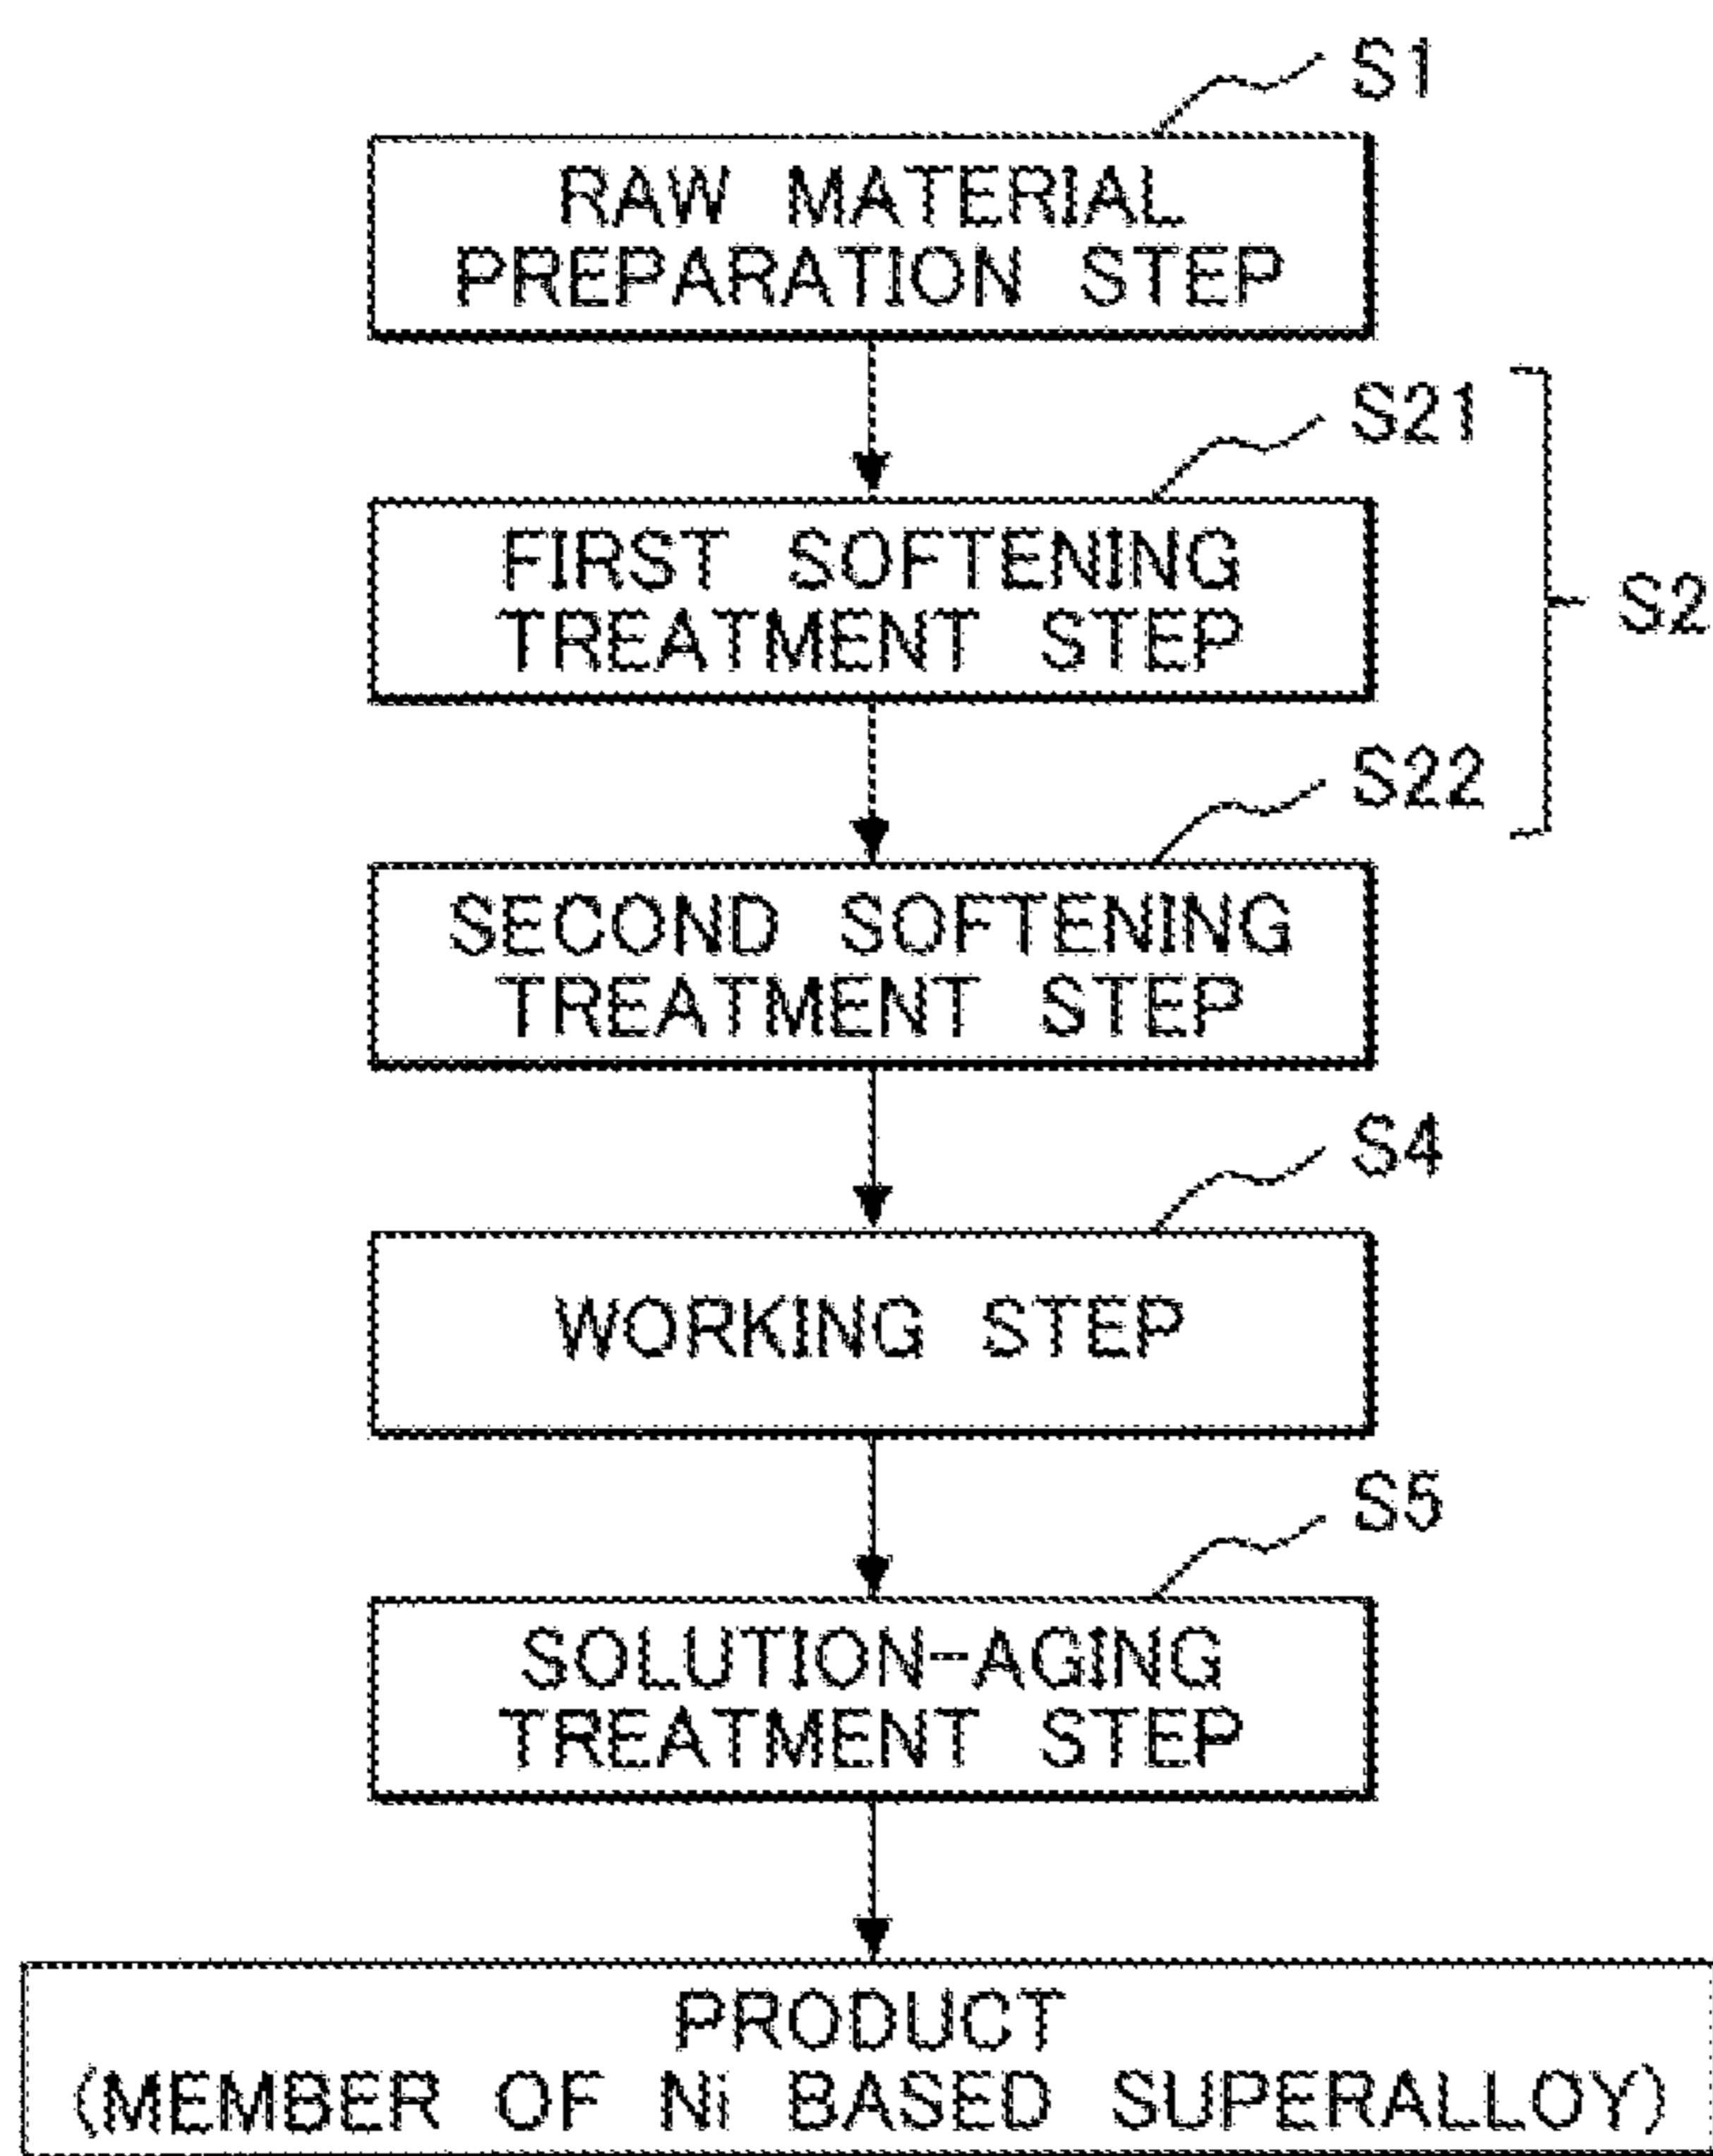 S1
RAW MATERIAL
PREPARATION STEP
S21
FIRST SOFTENING
TREATMENT STEP
S2
S22
SECOND SOFTENING
TREATMENT STEP
S4
WORKING STEP
S5
SOLUTION-AGING
TREATMENT STEP
PRODUCT
(MEMBER OF Ni BASED SUPERALLOY)